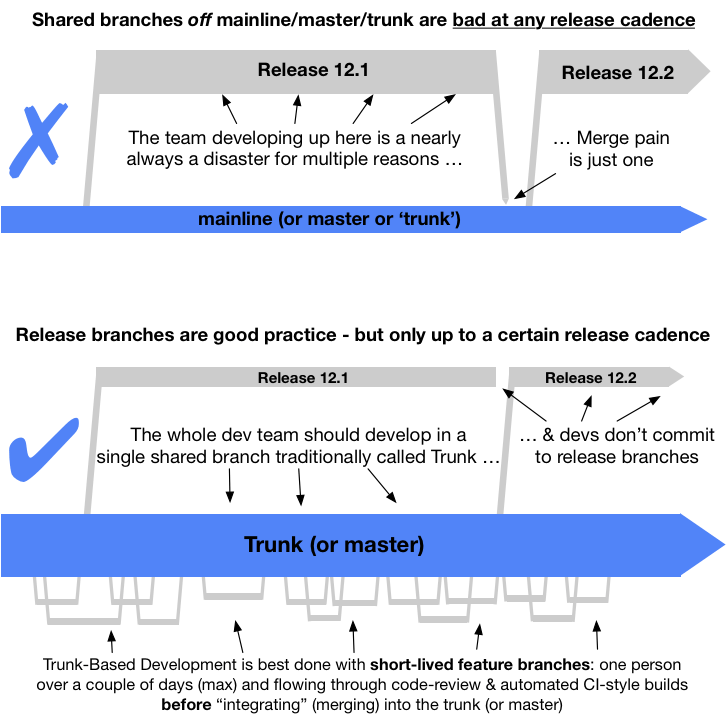 Shared branches off mainline/master/trunk are bad at any release cadence
Release 12.1
Release 12.2
The team developing up here is a nearly
always a disaster for multiple reasons …
… Merge pain
is just one
mainline (or master or ‘trunk’)
Release branches are good practice - but only up to a certain release cadence
Release 12.1
Release 12.2
The whole dev team should develop in a
single shared branch traditionally called Trunk …
… & devs don’t commit
to release branches
Trunk (or master)
Trunk-Based Development is best done with short-lived feature branches: one person
over a couple of days (max) and flowing through code-review & automated CI-style builds
before “integrating” (merging) into the trunk (or master)